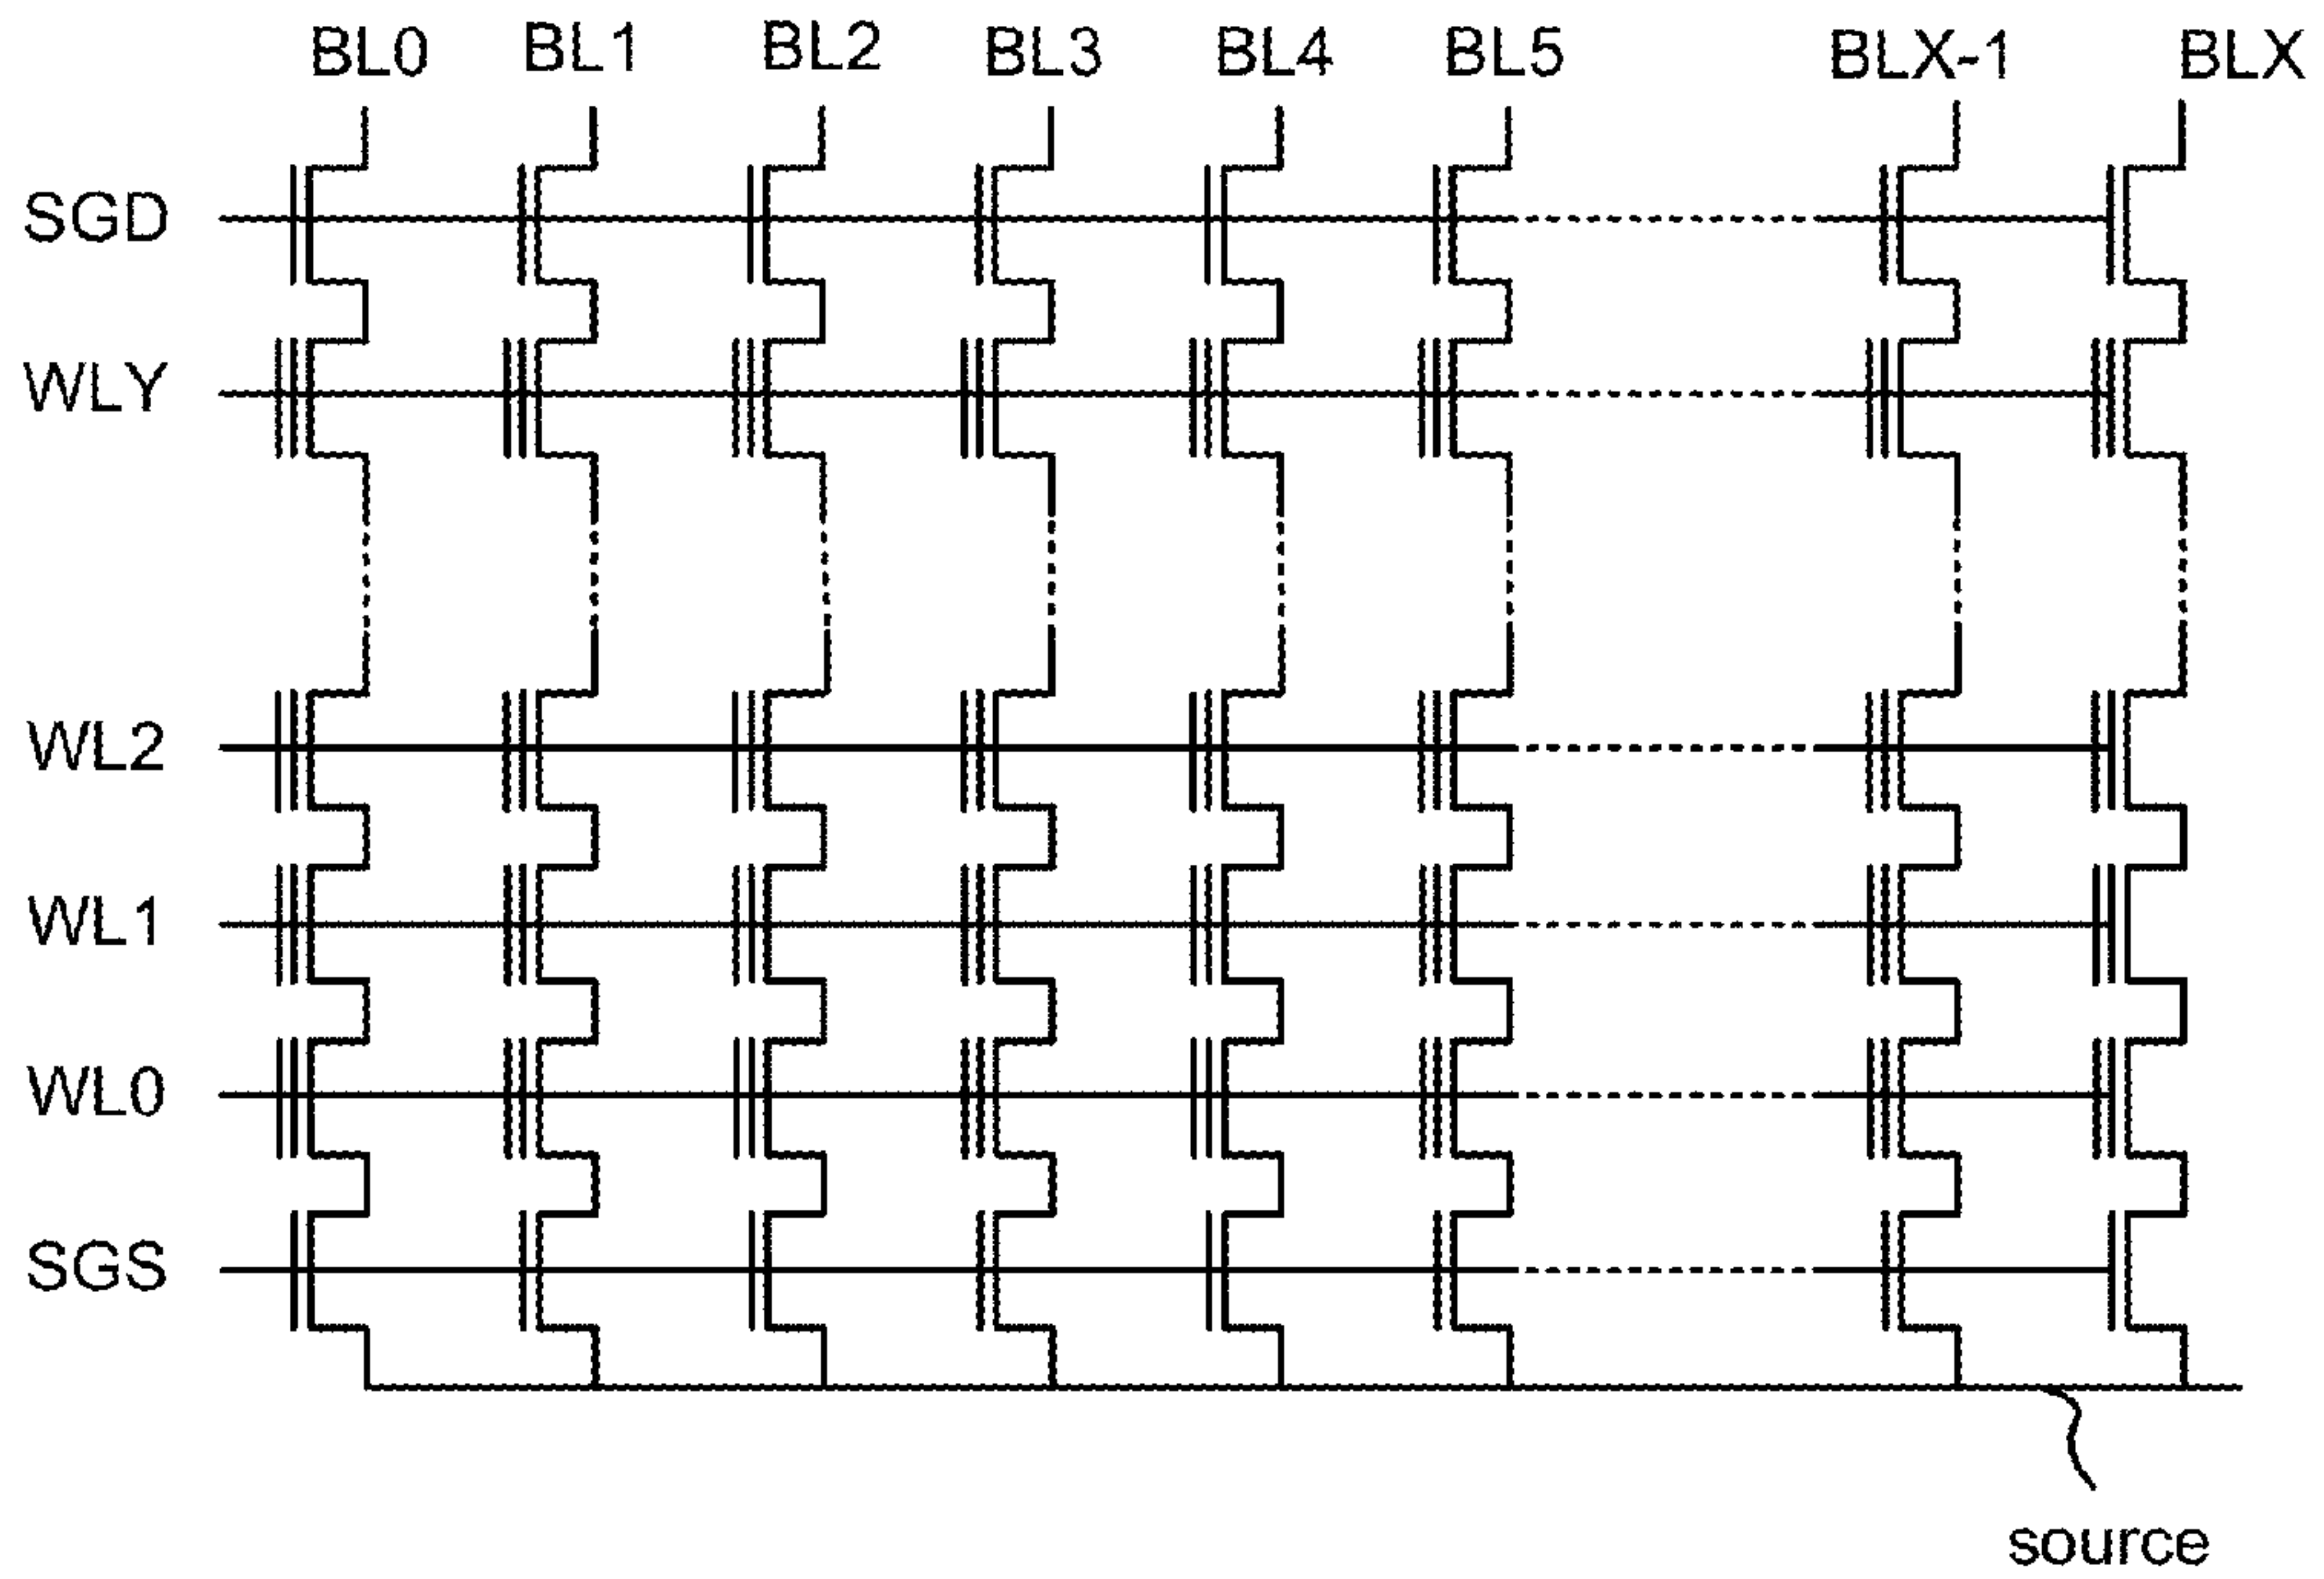 BL0 BL1 BL2 BL3 BL4 BL5 BLX-1 BLX
SGD
WLY
WL2
WL1
WL0
SGS
source